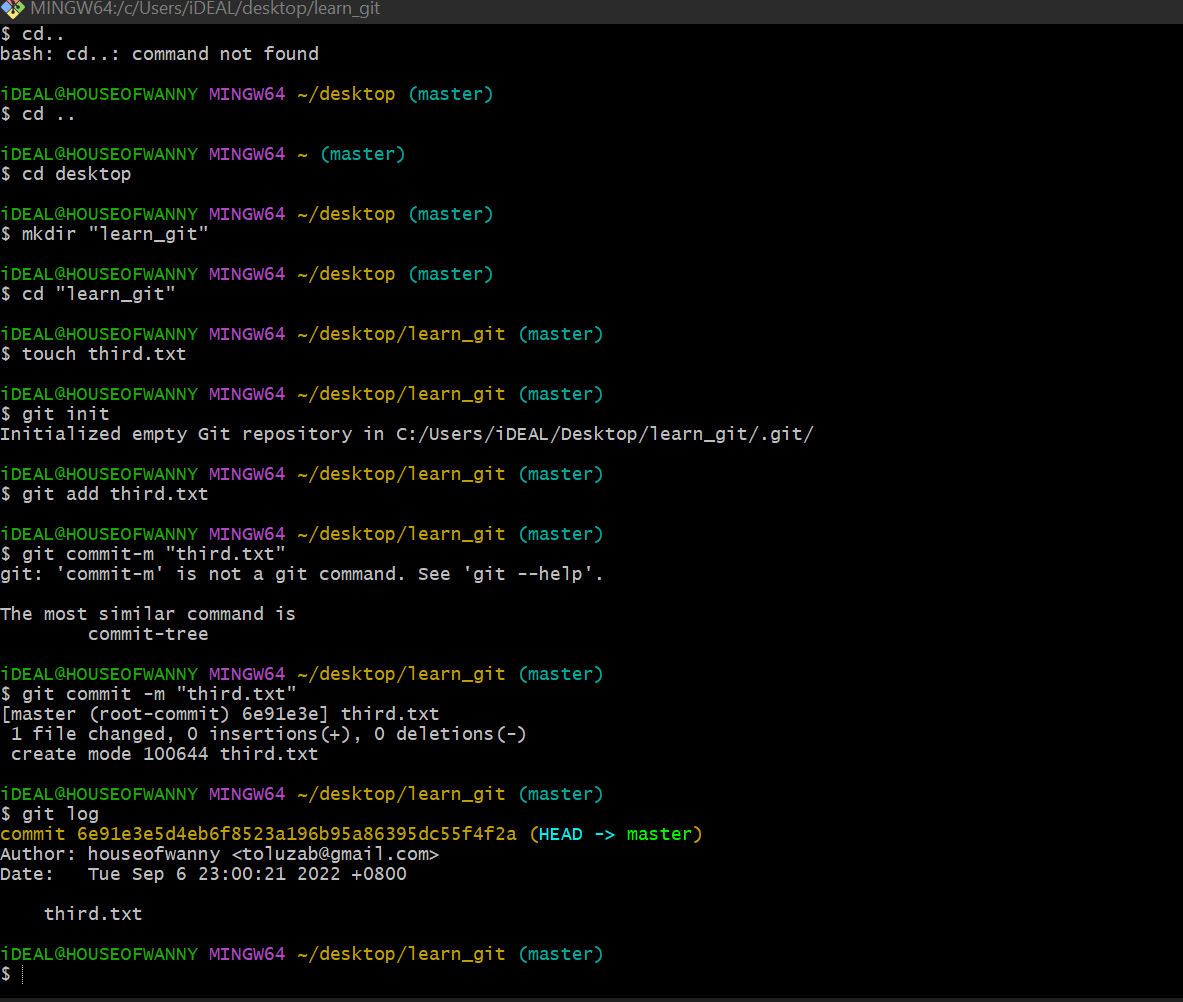 MINGW64:/c/Users/iDEAL/desktop/learn_git
$ cd..
bash: cd..: command not found
iDEAL@HOUSEOFWANNY MINGW64 ~/desktop (master)
$ cd ..
iDEAL@HOUSEOFWANNY MINGW64 ~ (master)
$ cd desktop
iDEAL@HOUSEOFWANNY MINGW64 ~/desktop (master)
$ mkdir "learn_git"
iDEAL@HOUSEOFWANNY MINGW64 ~/desktop (master)
$ cd "learn_git"
iDEAL@HOUSEOFWANNY MINGW64 ~/desktop/learn_git (master)
$ touch third.txt
iDEAL@HOUSEOFWANNY MINGW64 ~/desktop/learn_git (master)
$ git init
Initialized empty Git repository in C:/Users/iDEAL/Desktop/learn_git/.git/
iDEAL@HOUSEOFWANNY MINGW64 ~/desktop/learn_git (master)
$ git add third.txt
iDEAL@HOUSEOFWANNY MINGW64 ~/desktop/learn_git (master)
$ git commit-m "third.txt"
git: 'commit-m' is not a git command. See 'git --help'.
The most similar command is
        commit-tree
iDEAL@HOUSEOFWANNY MINGW64 ~/desktop/learn_git (master)
$ git commit -m "third.txt"
[master (root-commit) 6e91e3e] third.txt
 1 file changed, 0 insertions(+), 0 deletions(-)
 create mode 100644 third.txt
iDEAL@HOUSEOFWANNY MINGW64 ~/desktop/learn_git (master)
$ git log
commit 6e91e3e5d4eb6f8523a196b95a86395dc55f4f2a (HEAD -> master)
Author: houseofwanny <toluzab@gmail.com>
Date:   Tue Sep 6 23:00:21 2022 +0800
    third.txt
iDEAL@HOUSEOFWANNY MINGW64 ~/desktop/learn_git (master)
$